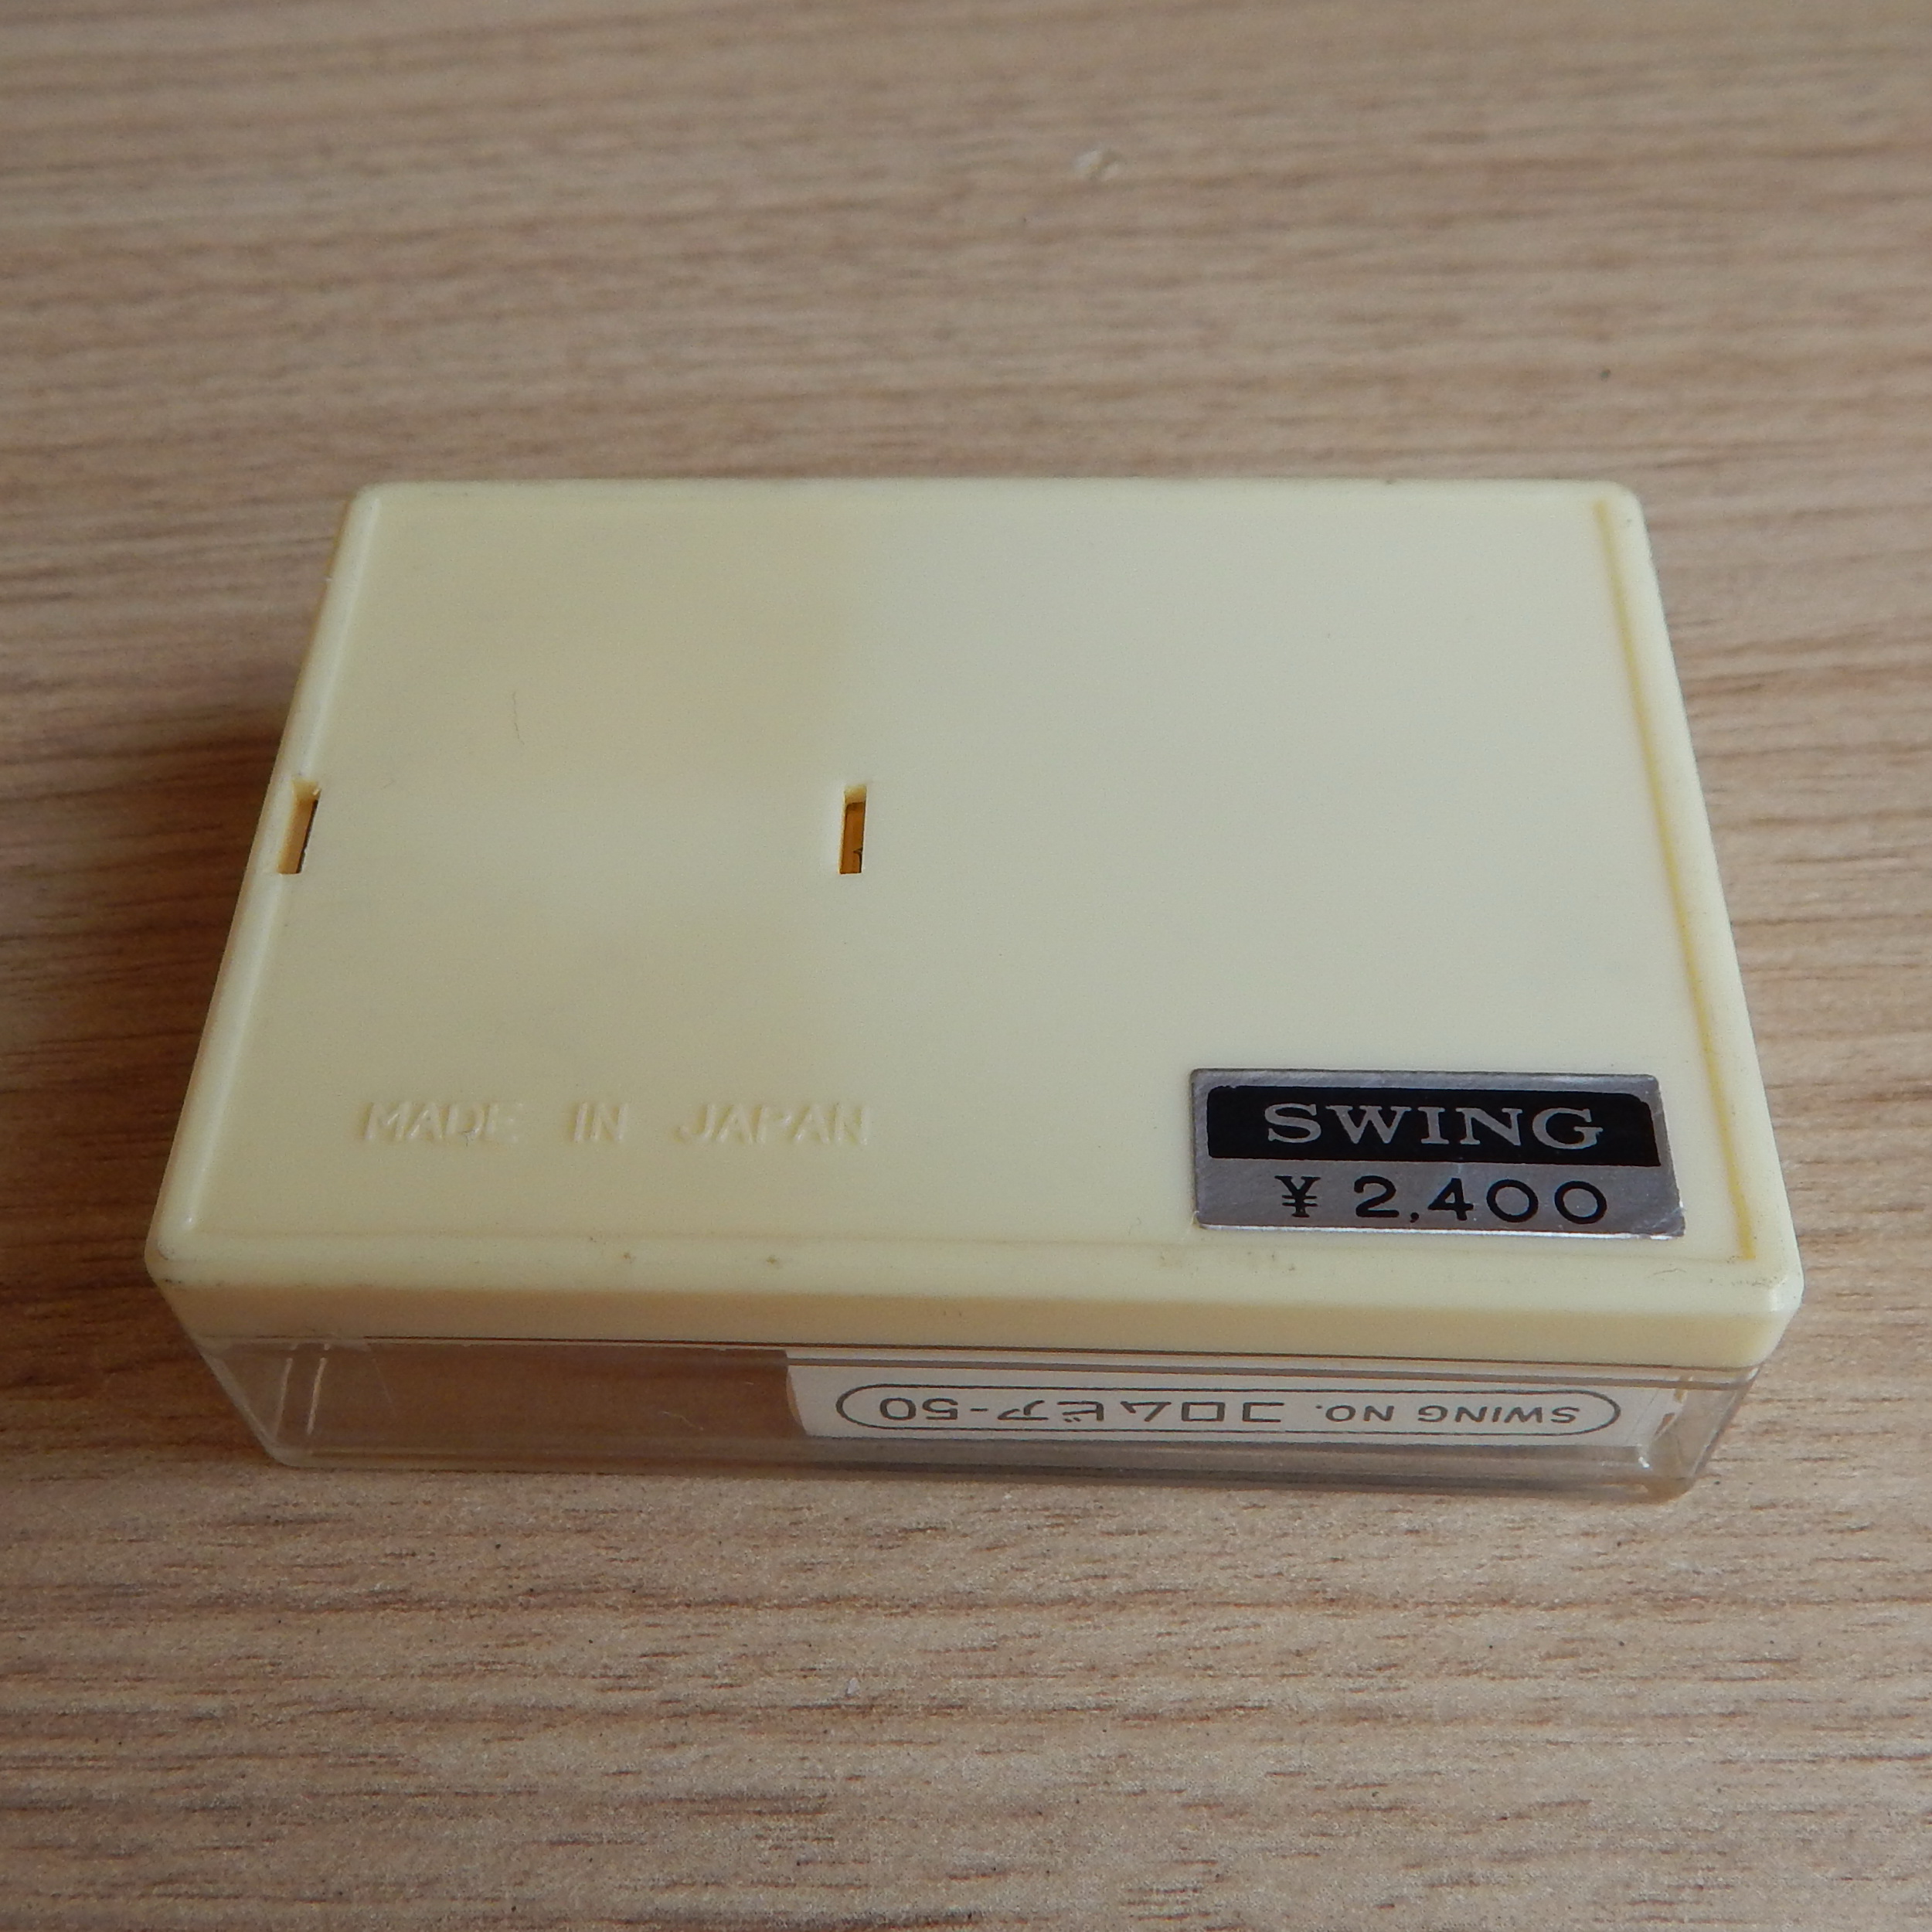 MADE IN JAPAN
SWING
¥2,400
SWING NO. コロムビア-50